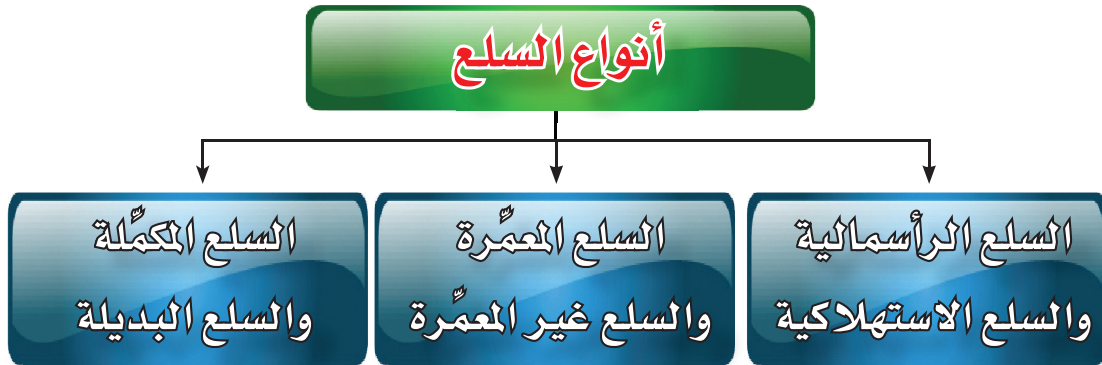 أنواع السلع
السلع الرأسمالية
والسلع الاستهلاكية
السلع المعمَّرة
والسلع غير المعمَّرة
السلع المكمَّلة
والسلع البديلة